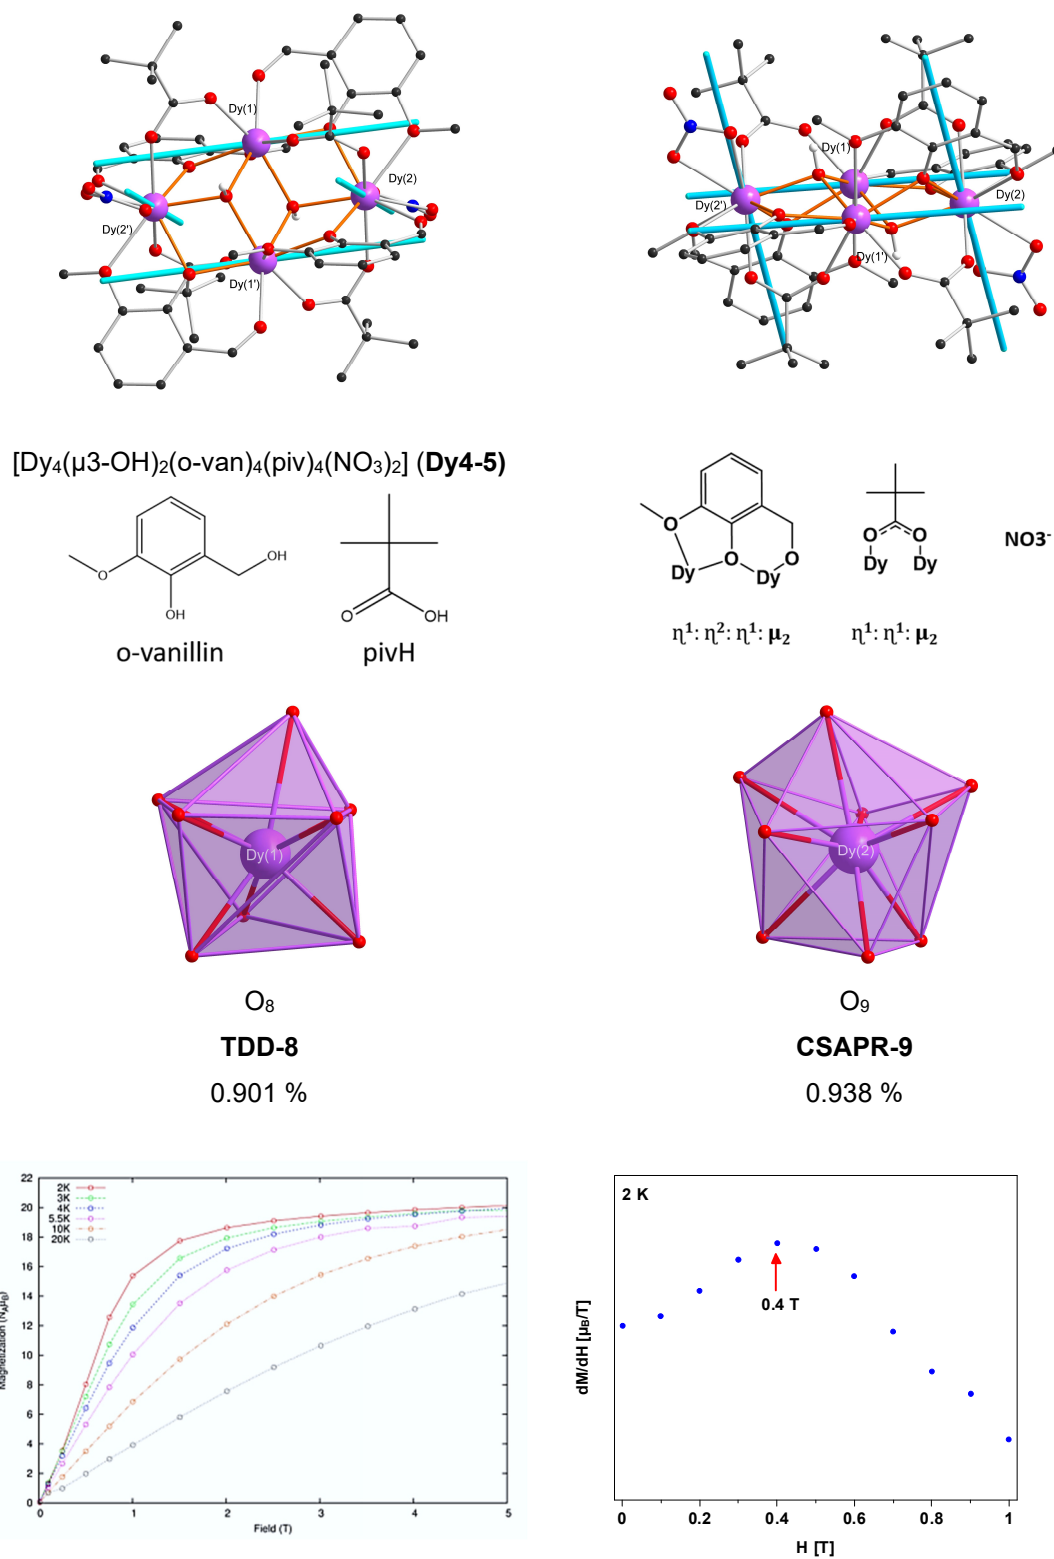 Dy(1)
Dy(2)
Dy(2')
Dy(1')
Dy(1)
Dy(2')
Dy(2)
Dy(1')
[Dy₄(µ3-OH)₂(o-van)₄(piv)₄(NO₃)₂] (Dy4-5)
O
OH
OH
O
OH
o-vanillin
pivH
O
O
O
Dy
Dy
O
O
Dy
Dy
NO3⁻
η¹: η²: η¹: μ₂
η¹: η¹: μ₂
Dy(1)
Dy(2)
O₈
O₉
TDD-8
CSAPR-9
0.901 %
0.938 %
Magnetization (NAμB)
22
20
18
16
14
12
10
8
6
4
2
0
2K
3K
4K
5.5K
10K
20K
0
1
2
3
4
5
Field (T)
2 K
0.4 T
dM/dH [µB/T]
0
0.2
0.4
0.6
0.8
1
H [T]